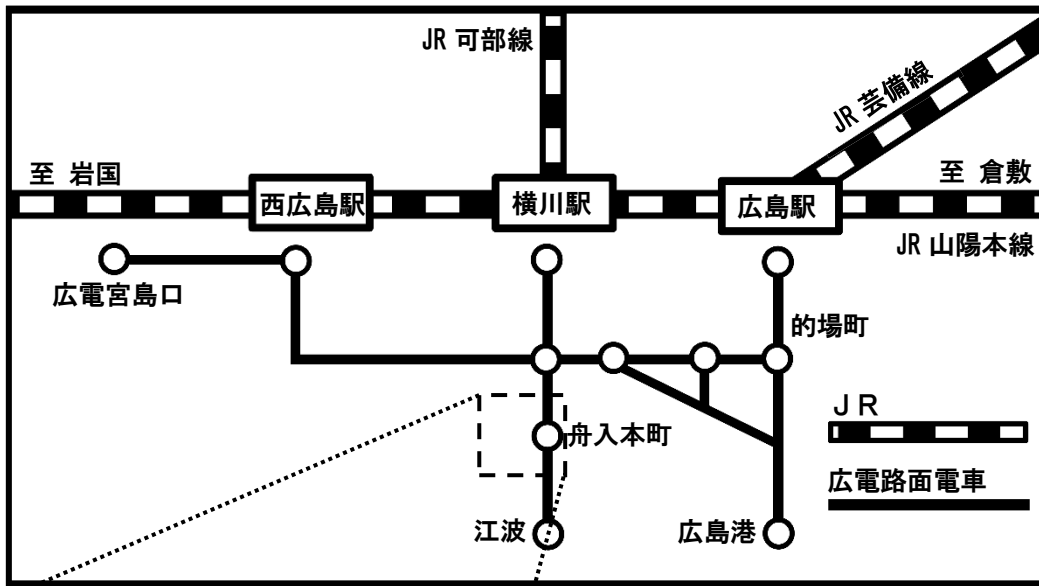 JR 可部線
JR 芸備線
至 岩国
至 倉敷
西広島駅
横川駅
広島駅
JR 山陽本線
広電宮島口
的場町
JR
舟入本町
広電路面電車
江波
広島港